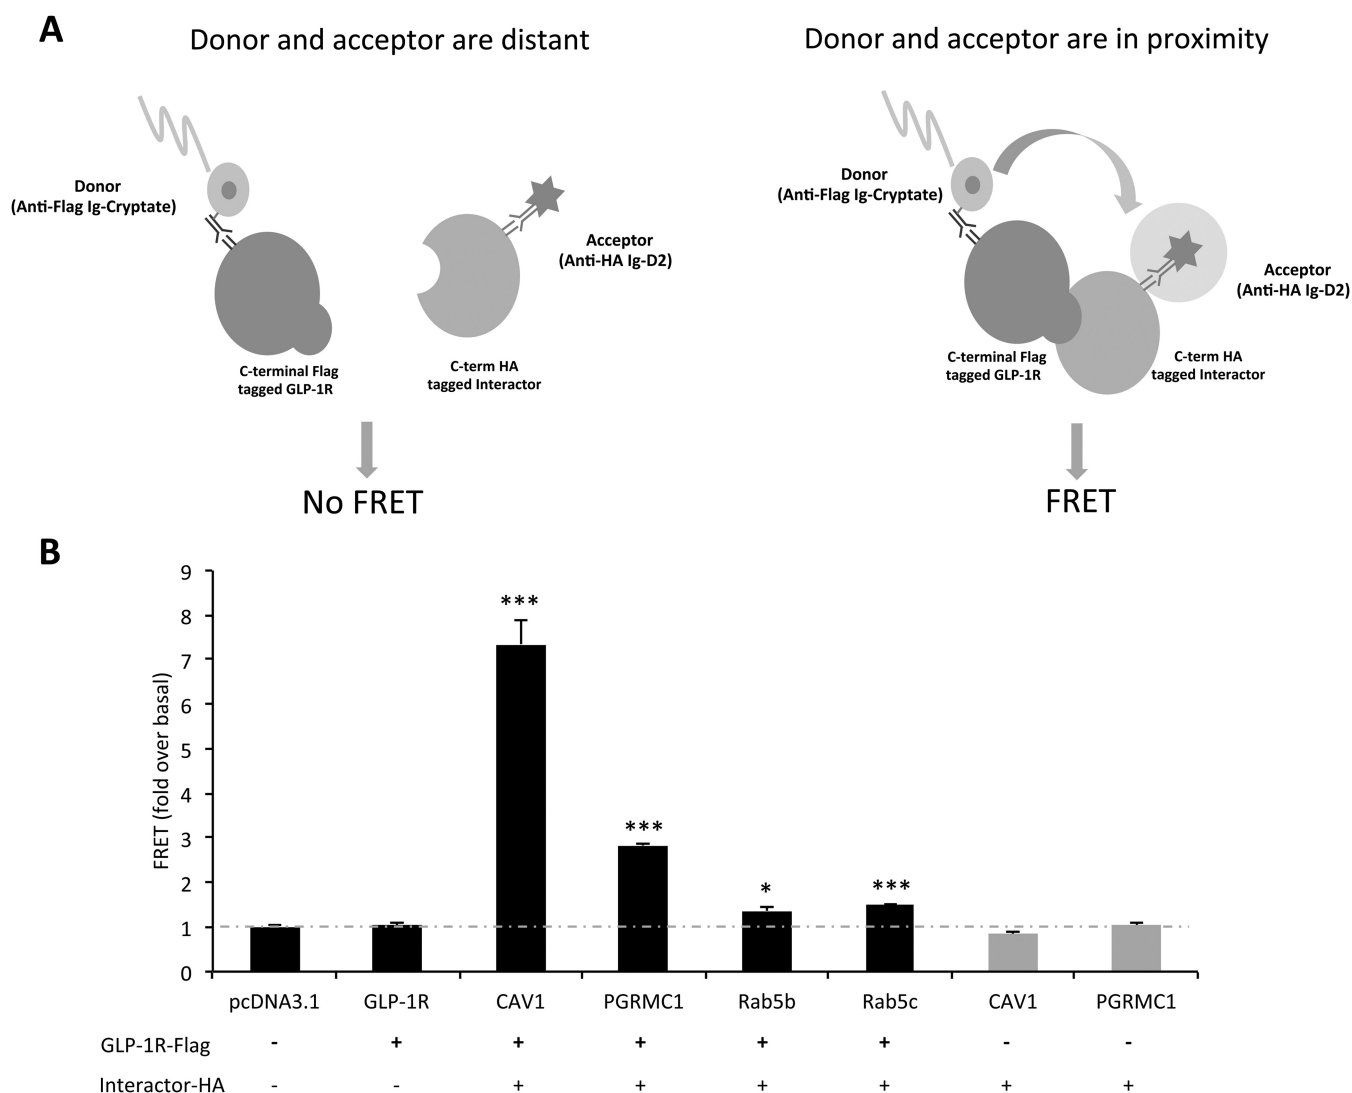 A
Donor and acceptor are distant
Donor and acceptor are in proximity
Donor
(Anti-Flag Ig-Cryptate)
Acceptor
(Anti-HA Ig-D2)
C-terminal Flag
tagged GLP-1R
C-term HA
tagged Interactor
No FRET
Donor
(Anti-Flag Ig-Cryptate)
Acceptor
(Anti-HA Ig-D2)
C-terminal Flag
tagged GLP-1R
C-term HA
tagged Interactor
FRET
B
FRET (fold over basal)
9
8
7
6
5
4
3
2
1
0
***
***
*
***
pcDNA3.1 GLP-1R CAV1 PGRMC1 Rab5b Rab5c CAV1 PGRMC1
GLP-1R-Flag - + + + + + - -
Interactor-HA - - + + + + + +